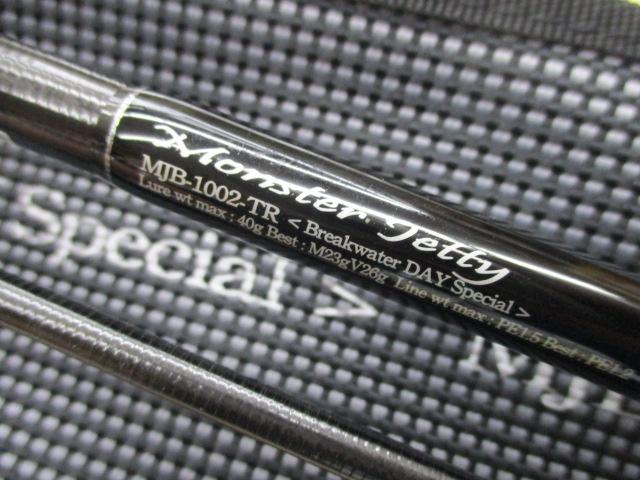 Monster Jetty
MJB-1002-TR < Breakwater DAY Special >
Lure wt max : 40g Best : M23gV26g Line wt max : PE1.5 Best : PE1.2
Special >